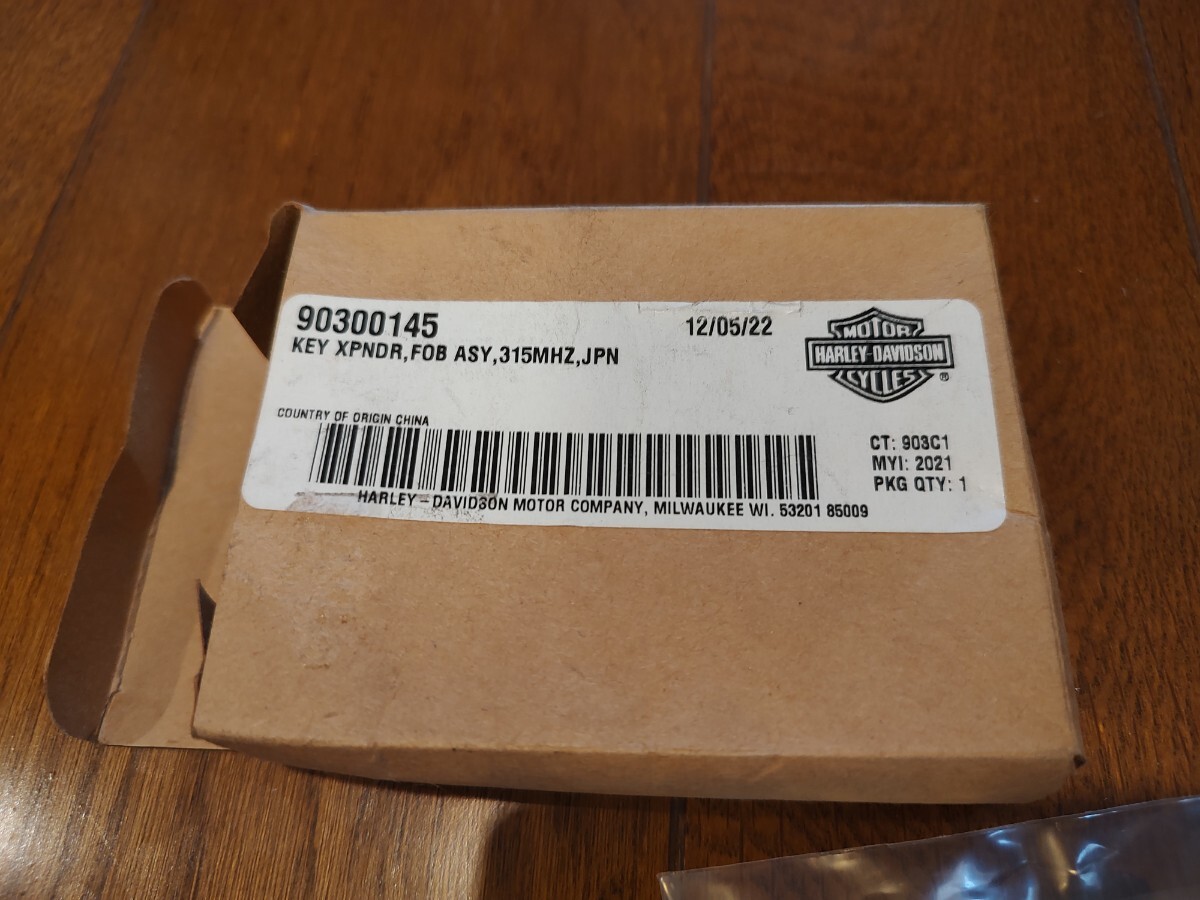 90300145
12/05/22
KEY XPNDR,FOB ASY,315MHZ,JPN
MOTOR
HARLEY-DAVIDSON
CYCLES
®
COUNTRY OF ORIGIN CHINA
CT: 903C1
MYI: 2021
PKG QTY: 1
HARLEY-DAVIDSON MOTOR COMPANY, MILWAUKEE WI. 53201 85009